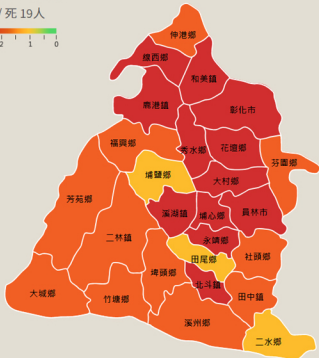 / 死 19人
2 1 0
伸港鄉
線西鄉
和美鎮
鹿港鎮
彰化市
福興鄉
秀水鄉
花壇鄉
芬園鄉
埔鹽鄉
大村鄉
芳苑鄉
溪湖鎮
埔心鄉
員林市
二林鎮
永靖鄉
田尾鄉
社頭鄉
埤頭鄉
北斗鎮
大城鄉
竹塘鄉
田中鎮
溪州鄉
二水鄉